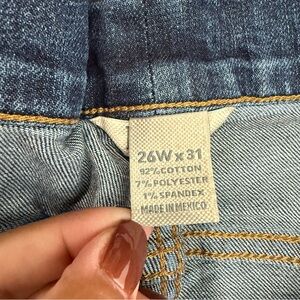 26W x 31
92% COTTON
7% POLYESTER
1% SPANDEX
MADE IN MEXICO